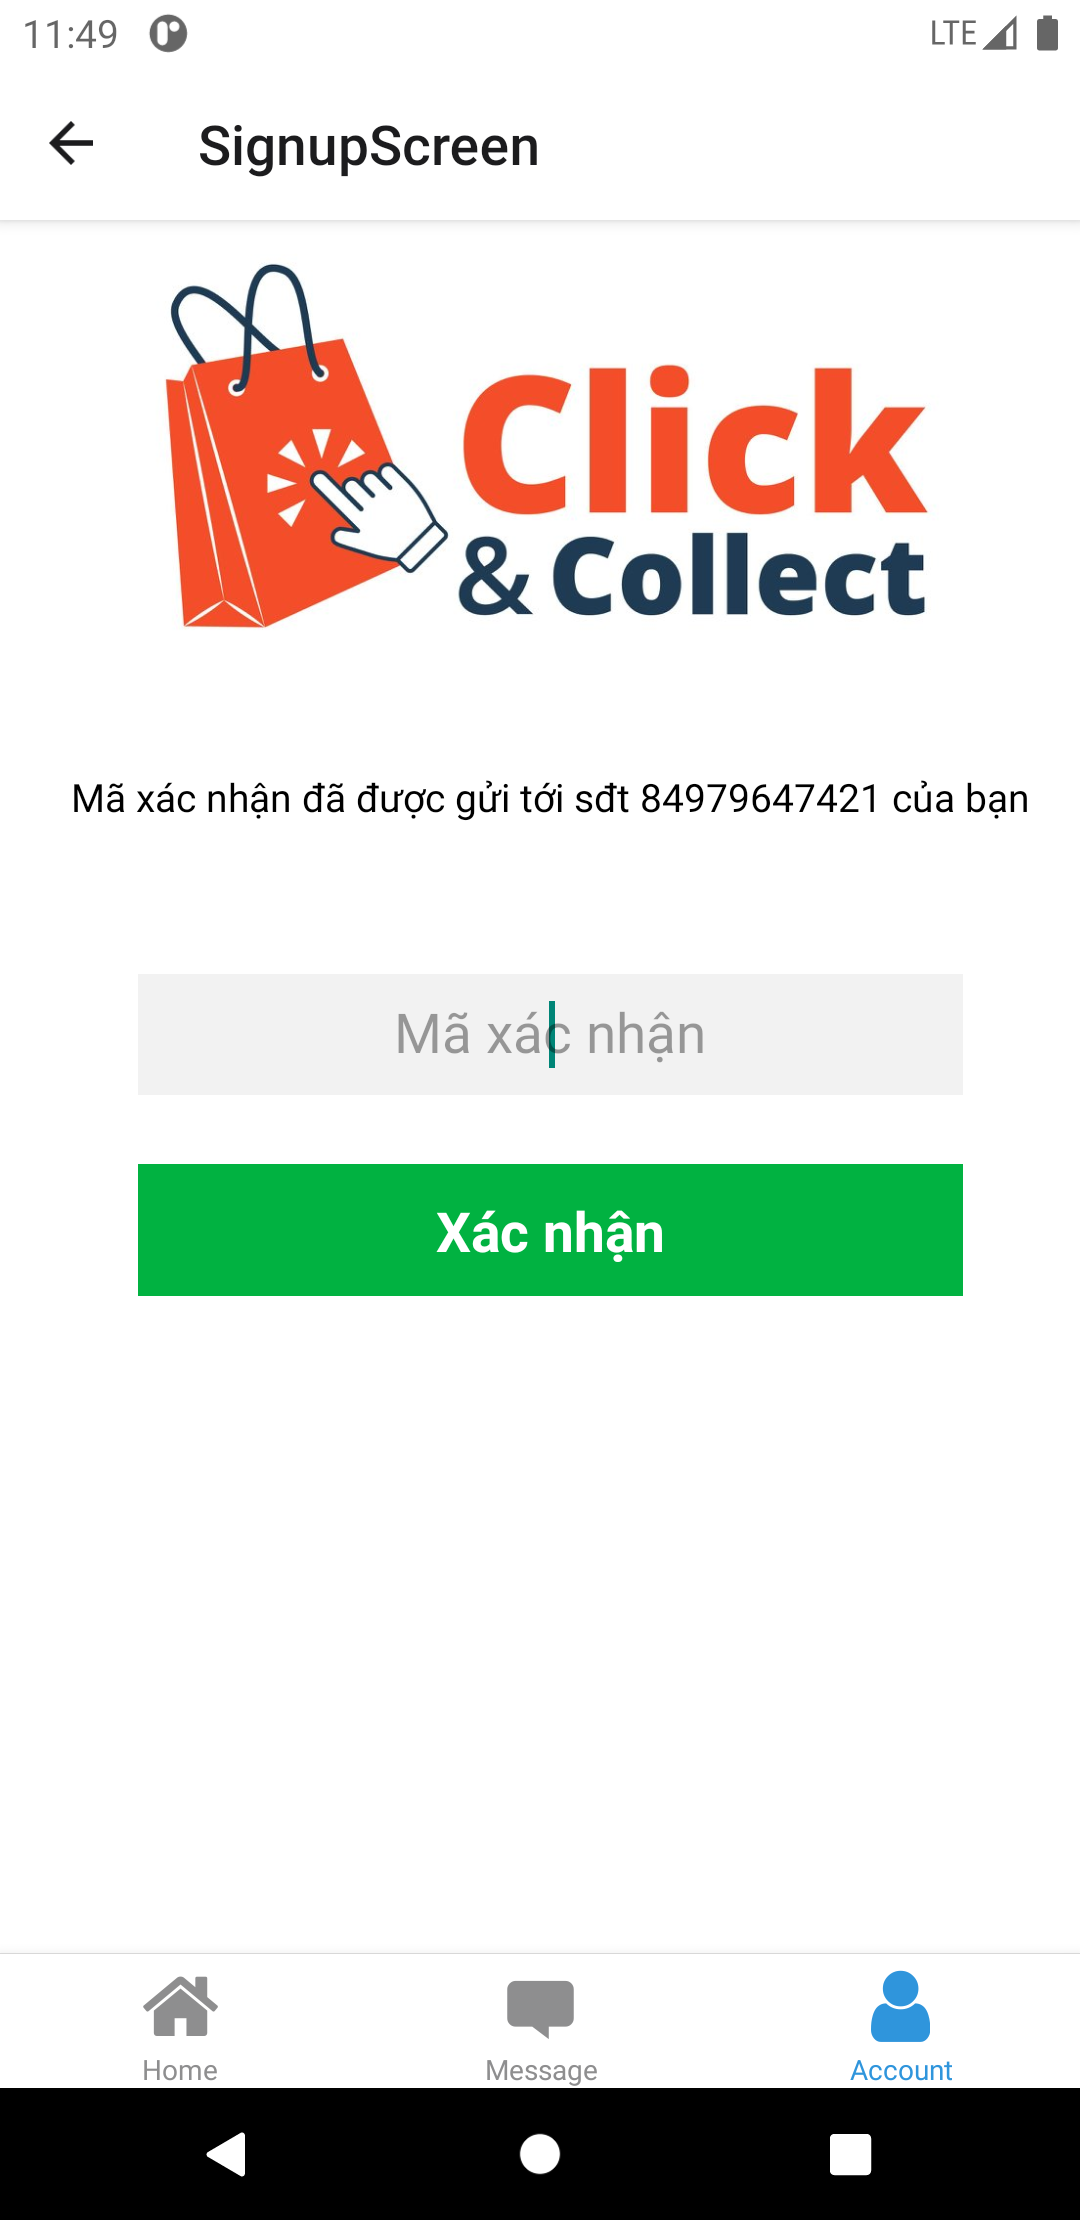 11:49
LTE
SignupScreen
Click
& Collect
Mã xác nhận đã được gửi tới sđt 84979647421 của bạn
Mã xác nhận
Xác nhận
Home
Message
Account